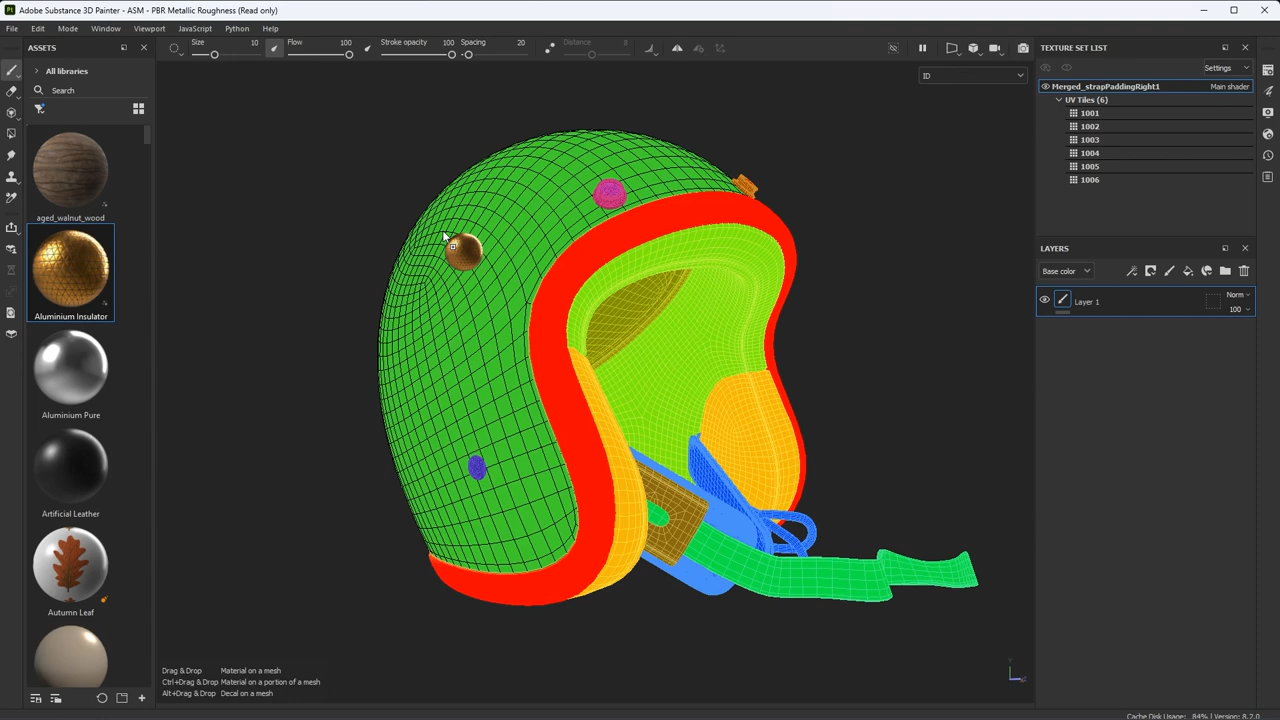 Pt Adobe Substance 3D Painter - ASM - PBR Metallic Roughness (Read only)
File Edit Mode Window Viewport JavaScript Python Help
ASSETS
Size 10 Flow 100 Stroke opacity 100 Spacing 20 Distance 8
TEXTURE SET LIST
All libraries
Settings
ID
Search
Merged_strapPaddingRight1 Main shader
UV Tiles (6)
1001
1002
1003
1004
1005
1006
aged_walnut_wood
Aluminium Insulator
Aluminium Pure
Artificial Leather
Autumn Leaf
LAYERS
Base color
Layer 1
Norm
100
Drag & Drop Material on a mesh
Ctrl+Drag & Drop Material on a portion of a mesh
Alt+Drag & Drop Decal on a mesh
Cache Disk Usage: 84% | Version: 8.2.0